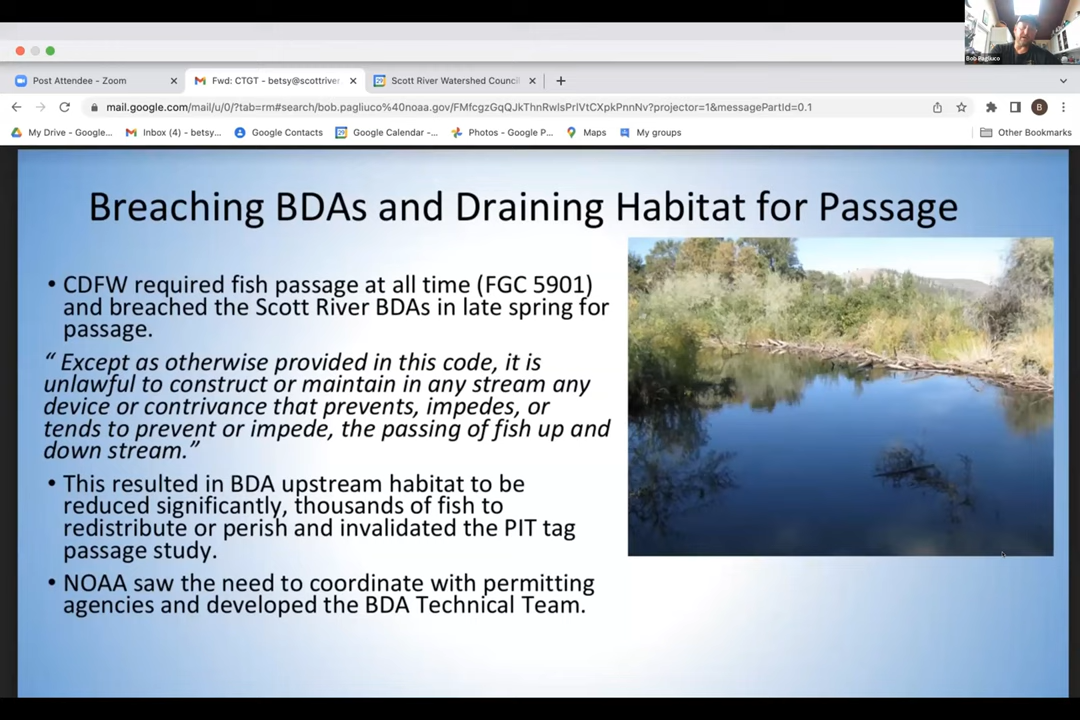 Bob Pagliuco
Post Attendee - Zoom
Fwd: CTGT - betsy@scottriver
Scott River Watershed Council
mail.google.com/mail/u/0/?tab=rm#search/bob.pagliuco%40noaa.gov/FMfcgzGqQJkThnRwlsPrlVtCXpkPnnNv?projector=1&messagePartId=0.1
B
My Drive - Google...
Inbox (4) - betsy...
Google Contacts
Google Calendar -...
Photos - Google P...
Maps
My groups
Other Bookmarks
Breaching BDAs and Draining Habitat for Passage
• CDFW required fish passage at all time (FGC 5901)
and breached the Scott River BDAs in late spring for
passage.
“ Except as otherwise provided in this code, it is
unlawful to construct or maintain in any stream any
device or contrivance that prevents, impedes, or
tends to prevent or impede, the passing of fish up and
down stream.”
• This resulted in BDA upstream habitat to be
reduced significantly, thousands of fish to
redistribute or perish and invalidated the PIT tag
passage study.
• NOAA saw the need to coordinate with permitting
agencies and developed the BDA Technical Team.